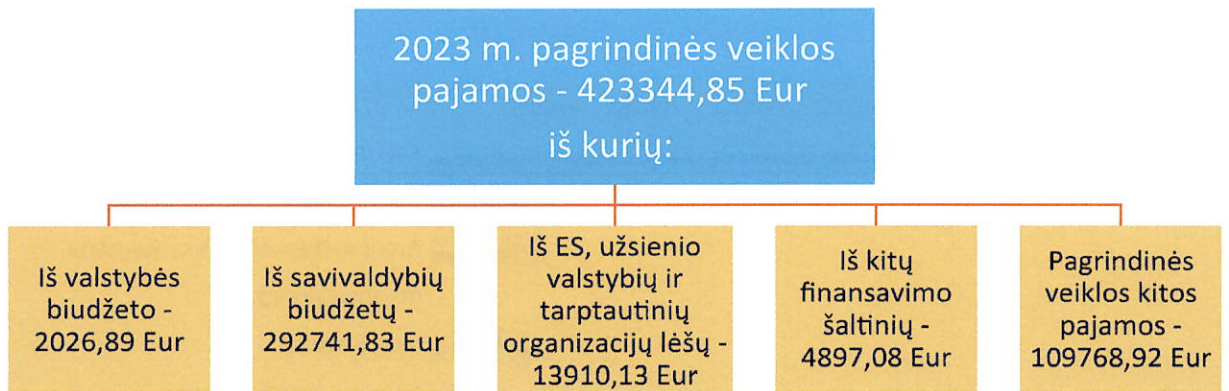 2023 m. pagrindinės veiklos
pajamos - 423344,85 Eur
iš kurių:
Iš valstybės
biudžeto -
2026,89 Eur
Iš savivaldybių
biudžetų -
292741,83 Eur
Iš ES, užsienio
valstybių ir
tarptautinių
organizacijų lėšų -
13910,13 Eur
Iš kitų
finansavimo
šaltinių -
4897,08 Eur
Pagrindinės
veiklos kitos
pajamos -
109768,92 Eur